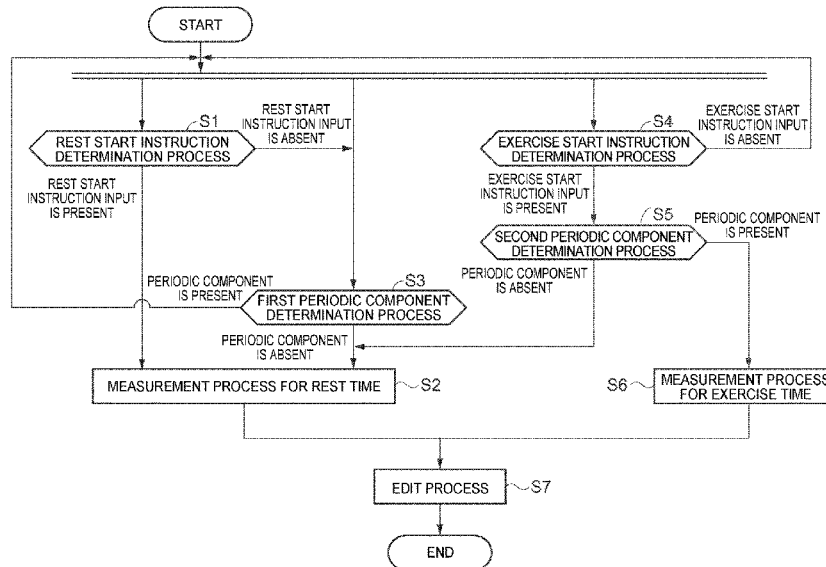 START
S1
REST START INSTRUCTION
DETERMINATION PROCESS
REST START
INSTRUCTION INPUT
IS ABSENT
S4
EXERCISE START INSTRUCTION
DETERMINATION PROCESS
EXERCISE START
INSTRUCTION INPUT
IS ABSENT
REST START
INSTRUCTION INPUT
IS PRESENT
EXERCISE START
INSTRUCTION INPUT
IS PRESENT
S5
SECOND PERIODIC COMPONENT
DETERMINATION PROCESS
PERIODIC COMPONENT
IS PRESENT
PERIODIC COMPONENT
IS ABSENT
PERIODIC COMPONENT
IS PRESENT
S3
FIRST PERIODIC COMPONENT
DETERMINATION PROCESS
PERIODIC COMPONENT
IS ABSENT
MEASUREMENT PROCESS FOR REST TIME
S2
S6
MEASUREMENT PROCESS
FOR EXERCISE TIME
EDIT PROCESS
S7
END